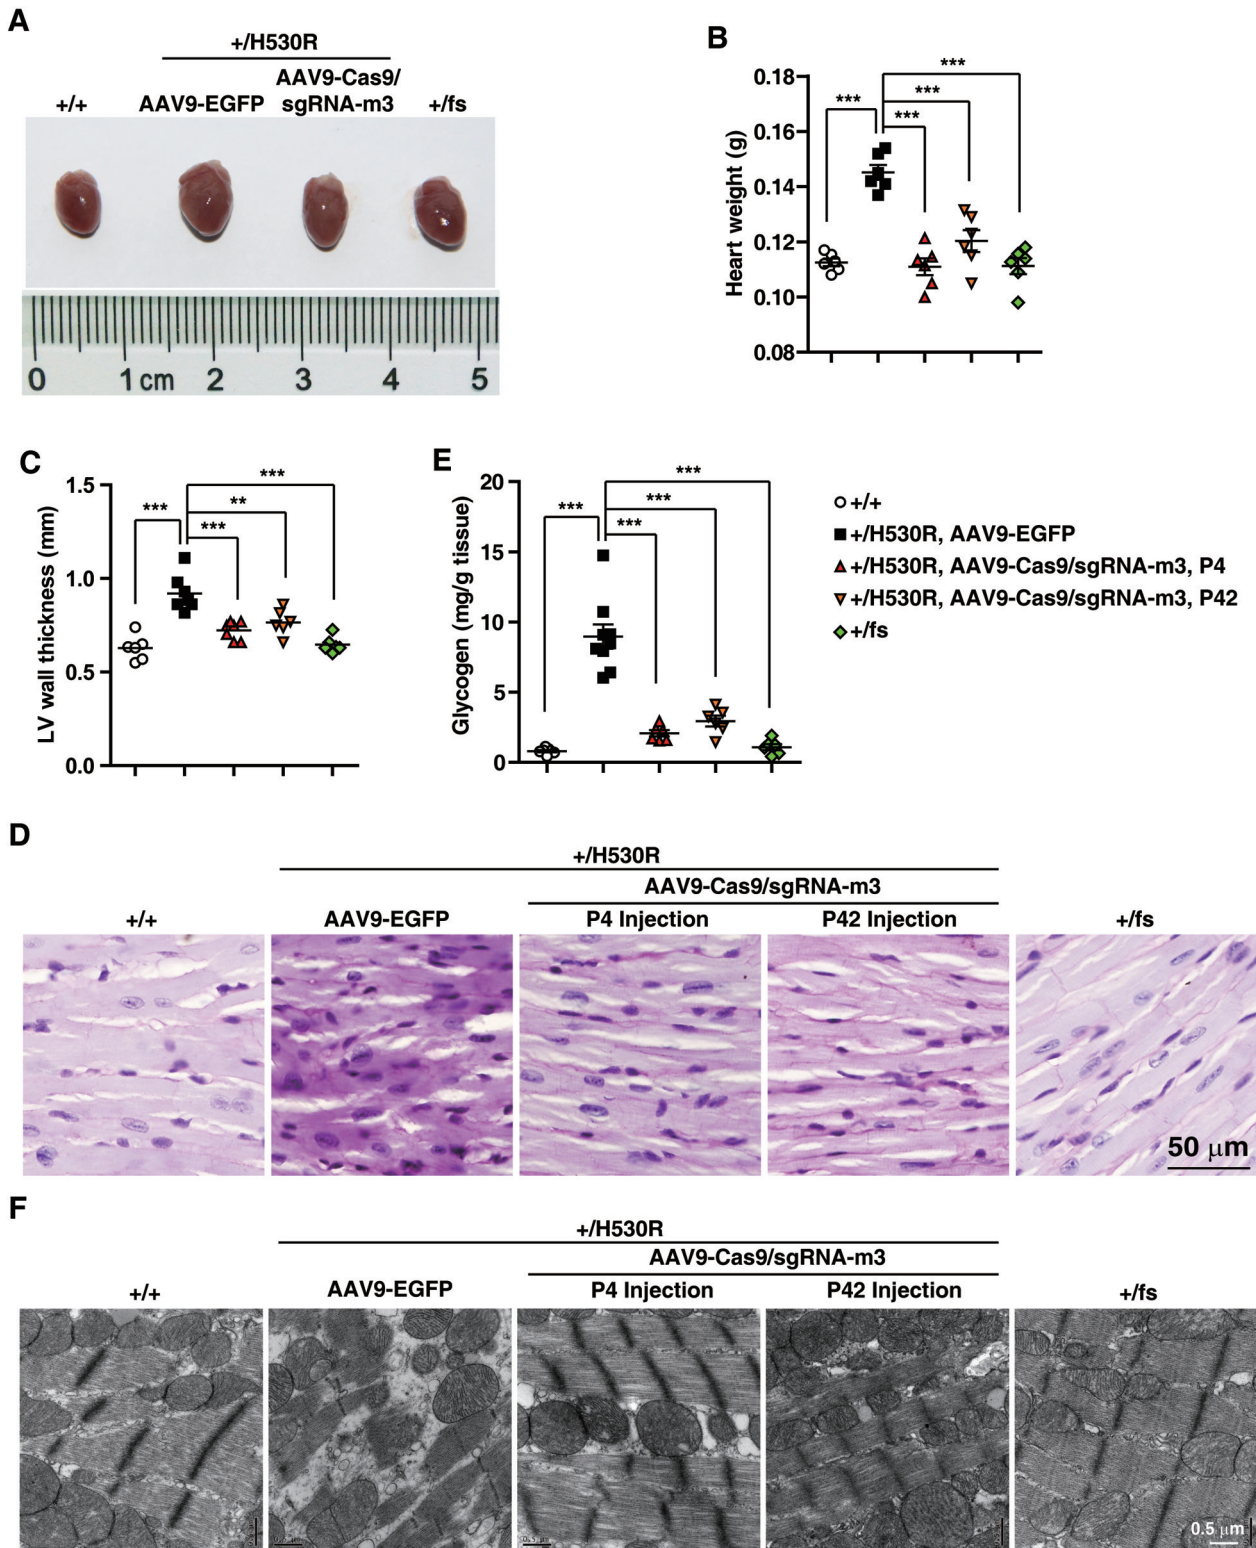 A
+/H530R
AAV9-Cas9/
+/+ AAV9-EGFP sgRNA-m3 +/fs
0 1 cm 2 3 4 5
B
Heart weight (g)
0.18
0.16
0.14
0.12
0.10
0.08
*** *** *** ***
C
LV wall thickness (mm)
1.5
1.0
0.5
0.0
*** *** ** ***
E
Glycogen (mg/g tissue)
20
15
10
5
0
*** *** *** ***
+/+
+/H530R, AAV9-EGFP
+/H530R, AAV9-Cas9/sgRNA-m3, P4
+/H530R, AAV9-Cas9/sgRNA-m3, P42
+/fs
D
+/H530R
AAV9-Cas9/sgRNA-m3
+/+ AAV9-EGFP P4 Injection P42 Injection +/fs
50 μm
F
+/H530R
AAV9-Cas9/sgRNA-m3
+/+ AAV9-EGFP P4 Injection P42 Injection +/fs
0.5 μm